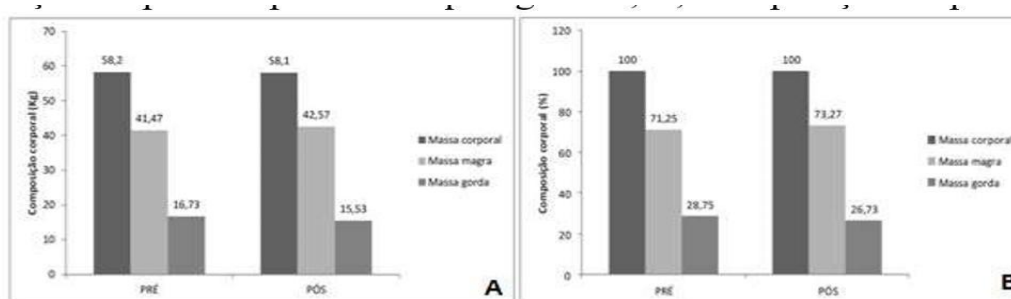 Composição corporal (Kg)
70
60
50
40
30
20
10
0
58,2
41,47
16,73
58,1
42,57
15,53
PRÉ
PÓS
Massa corporal
Massa magra
Massa gorda
A
Composição corporal (%)
120
100
80
60
40
20
0
100
71,25
28,75
100
73,27
26,73
PRÉ
PÓS
Massa corporal
Massa magra
Massa gorda
B